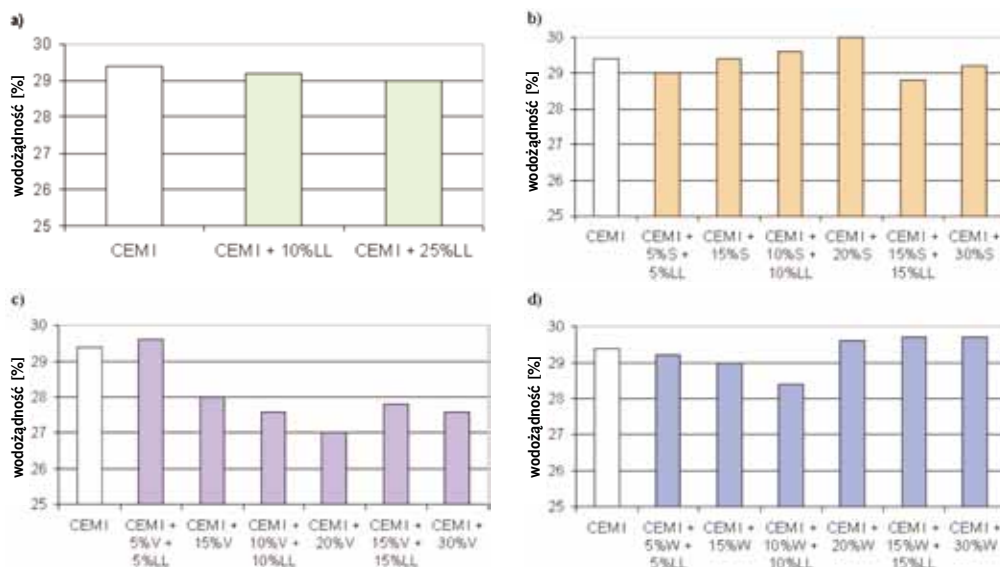 a)
wodożądność [%]
30
29
28
27
26
25
CEM I
CEM I + 10%LL
CEM I + 25%LL
b)
wodożądność [%]
30
29
28
27
26
25
CEM I
CEM I +
5%S +
5%LL
CEM I +
15%S
CEM I +
10%S +
10%LL
CEM I +
20%S
CEM I +
15%S +
15%LL
CEM I +
30%S
c)
wodożądność [%]
30
29
28
27
26
25
CEM I
CEM I +
5%V +
5%LL
CEM I +
15%V
CEM I +
10%V +
10%LL
CEM I +
20%V
CEM I +
15%V +
15%LL
CEM I +
30%V
d)
wodożądność [%]
30
29
28
27
26
25
CEM I
CEM I +
5%W +
5%LL
CEM I +
15%W
CEM I +
10%W +
10%LL
CEM I +
20%W
CEM I +
15%W +
15%LL
CEM I +
30%W